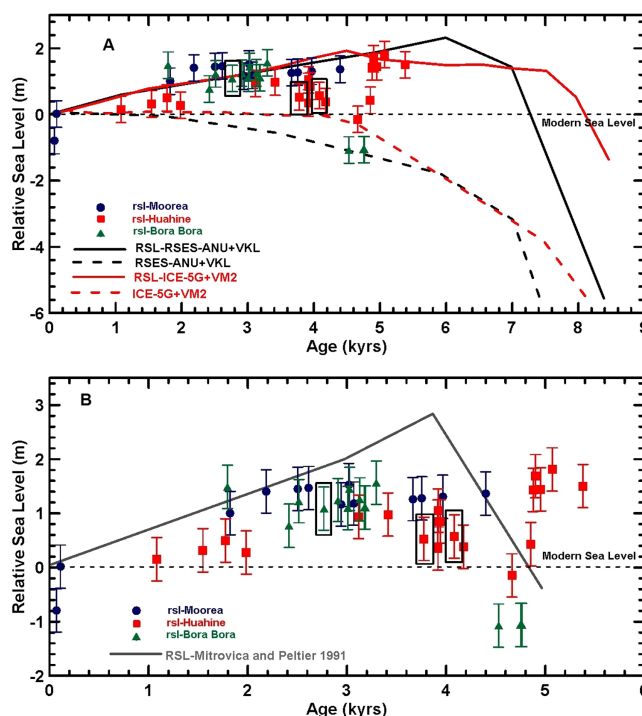 A
Relative Sea Level (m)
4
2
0
-2
-4
-6
Modern Sea Level
rsl-Moorea
rsl-Huahine
rsl-Bora Bora
RSL-RSES-ANU+VKL
RSES-ANU+VKL
RSL-ICE-5G+VM2
ICE-5G+VM2
0 1 2 3 4 5 6 7 8 9
Age (kyrs)
B
Relative Sea Level (m)
3
2
1
0
-1
-2
Modern Sea Level
rsl-Moorea
rsl-Huahine
rsl-Bora Bora
RSL-Mitrovica and Peltier 1991
0 1 2 3 4 5 6
Age (kyrs)